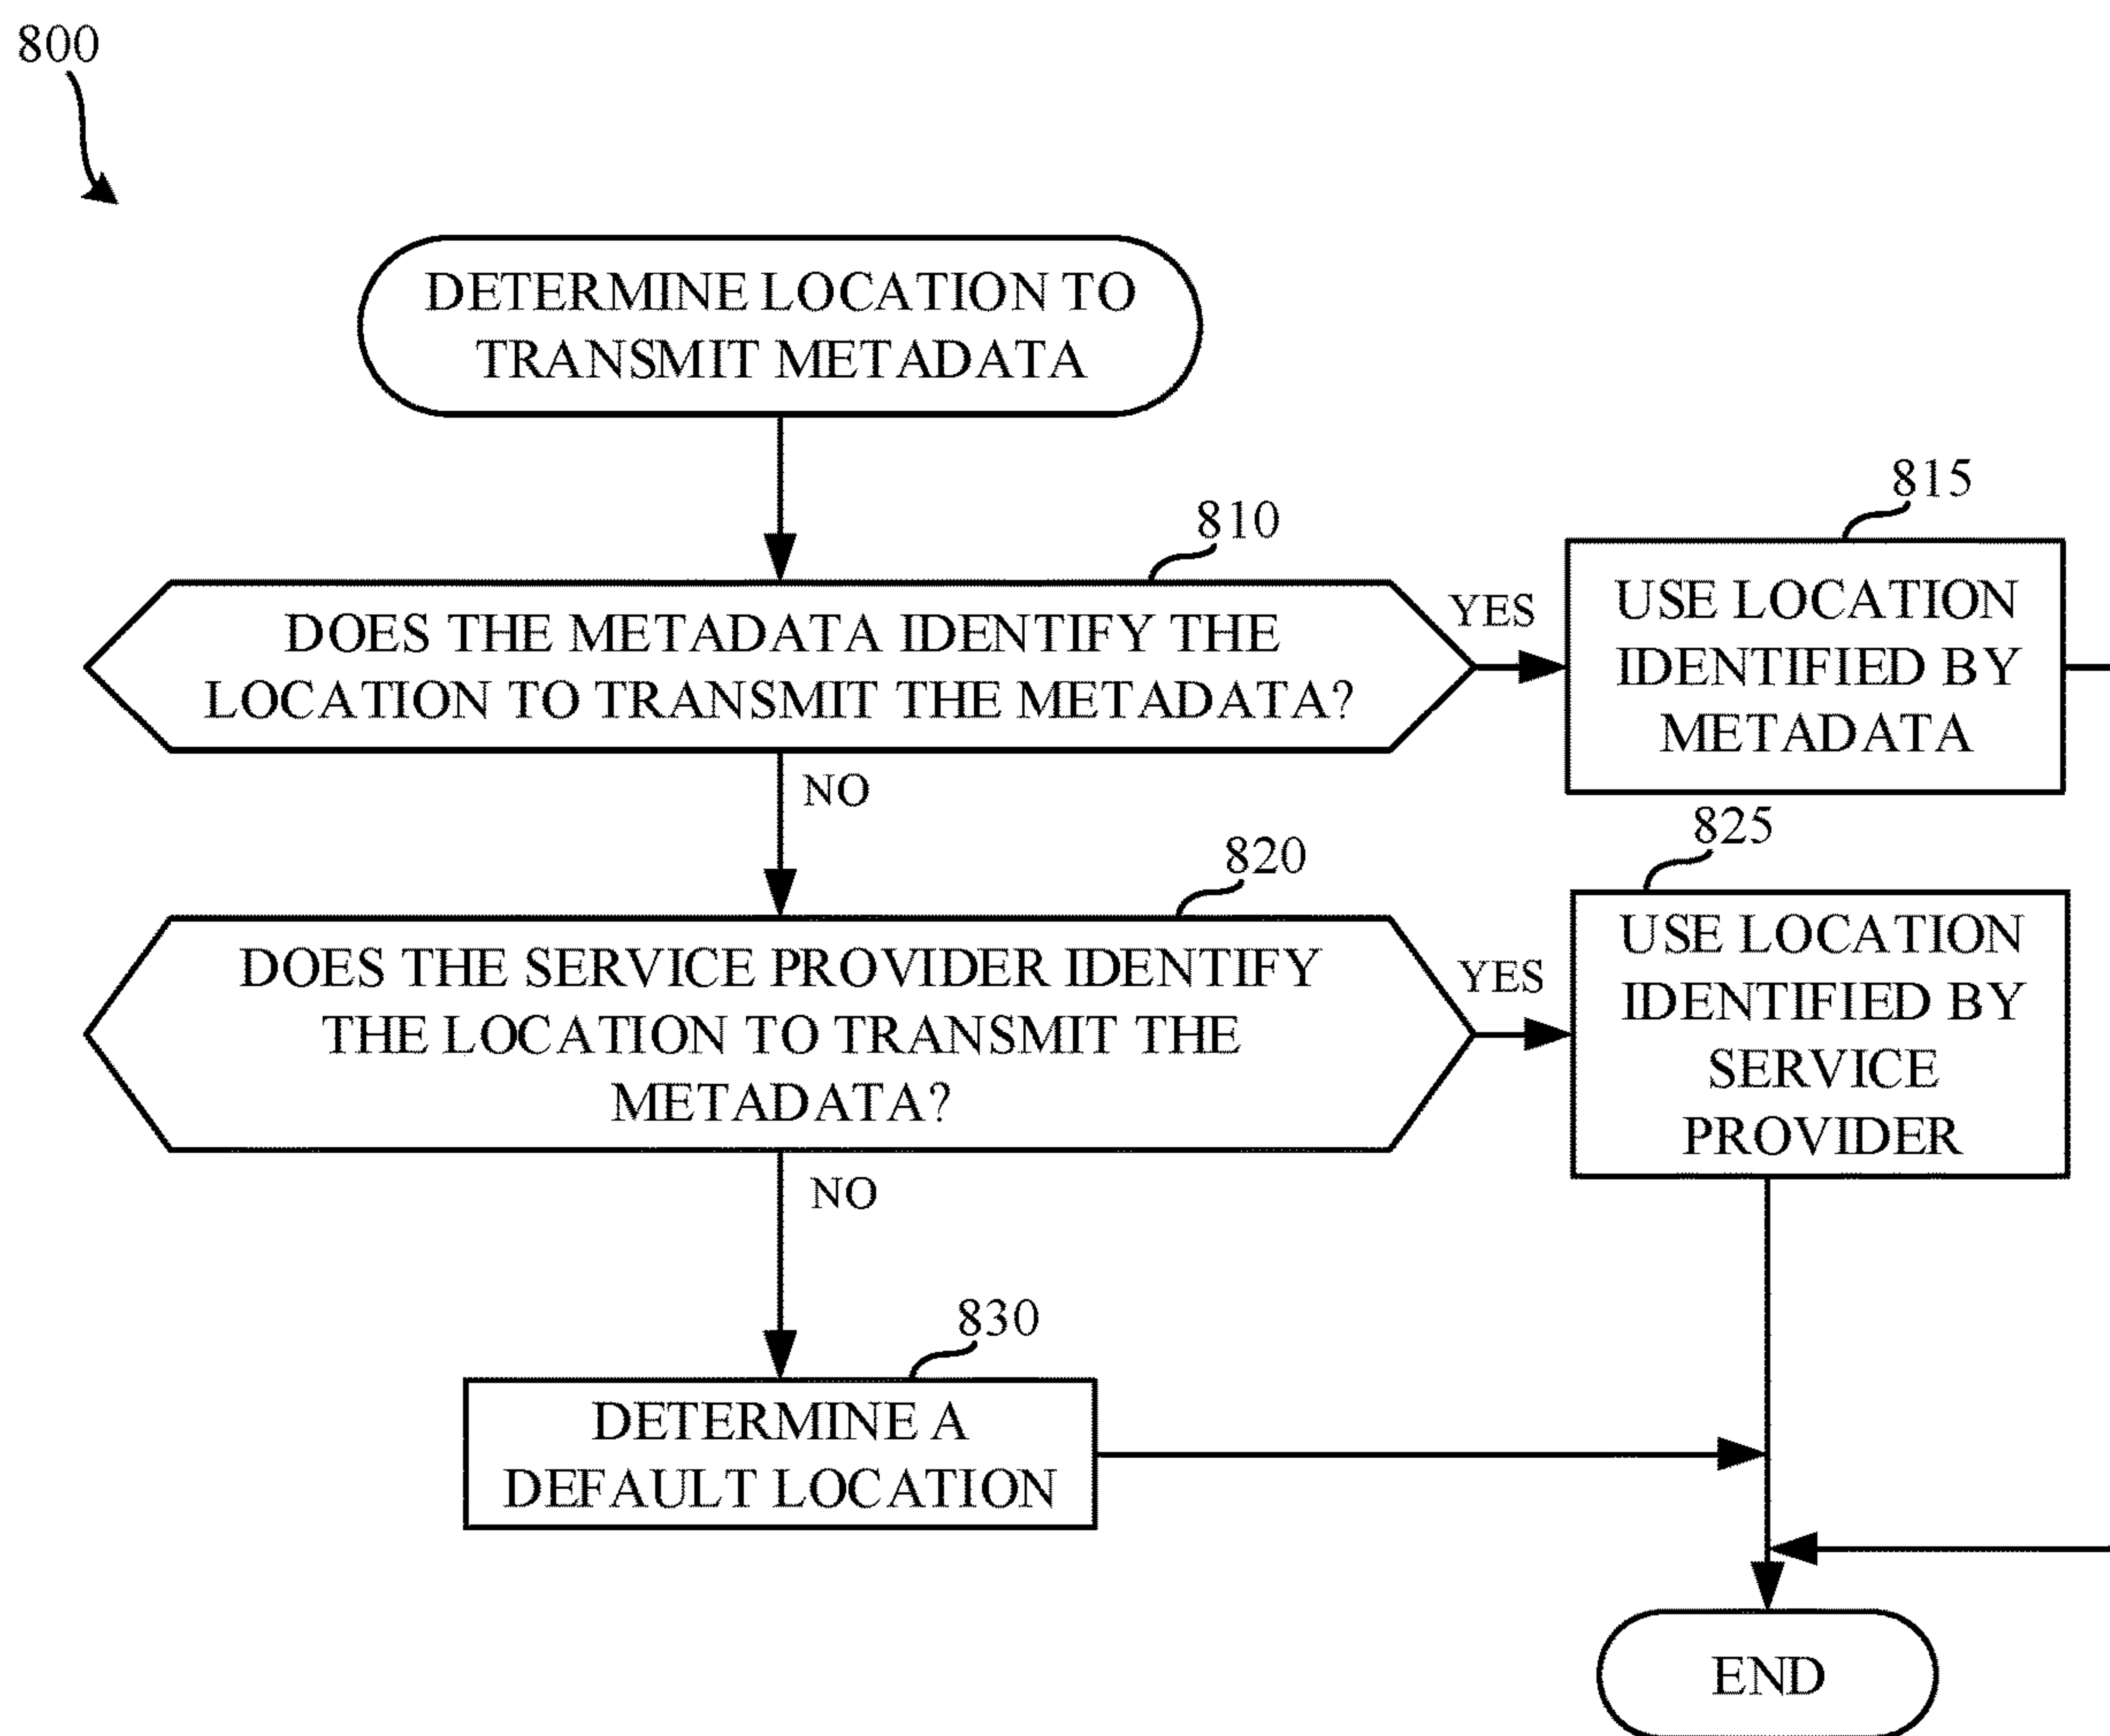 800
DETERMINE LOCATION TO
TRANSMIT METADATA
810
DOES THE METADATA IDENTIFY THE
LOCATION TO TRANSMIT THE METADATA?
YES
815
USE LOCATION
IDENTIFIED BY
METADATA
NO
820
DOES THE SERVICE PROVIDER IDENTIFY
THE LOCATION TO TRANSMIT THE
METADATA?
YES
825
USE LOCATION
IDENTIFIED BY
SERVICE
PROVIDER
NO
830
DETERMINE A
DEFAULT LOCATION
END